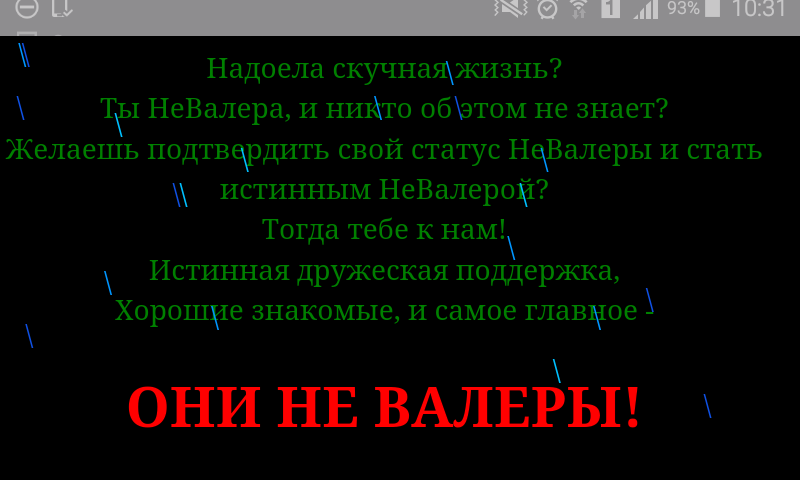 1 93% 10:31
Надоела скучная жизнь?
Ты НеВалера, и никто об этом не знает?
Желаешь подтвердить свой статус НеВалеры и стать
истинным НеВалерой?
Тогда тебе к нам!
Истинная дружеская поддержка,
Хорошие знакомые, и самое главное -
ОНИ НЕ ВАЛЕРЫ!